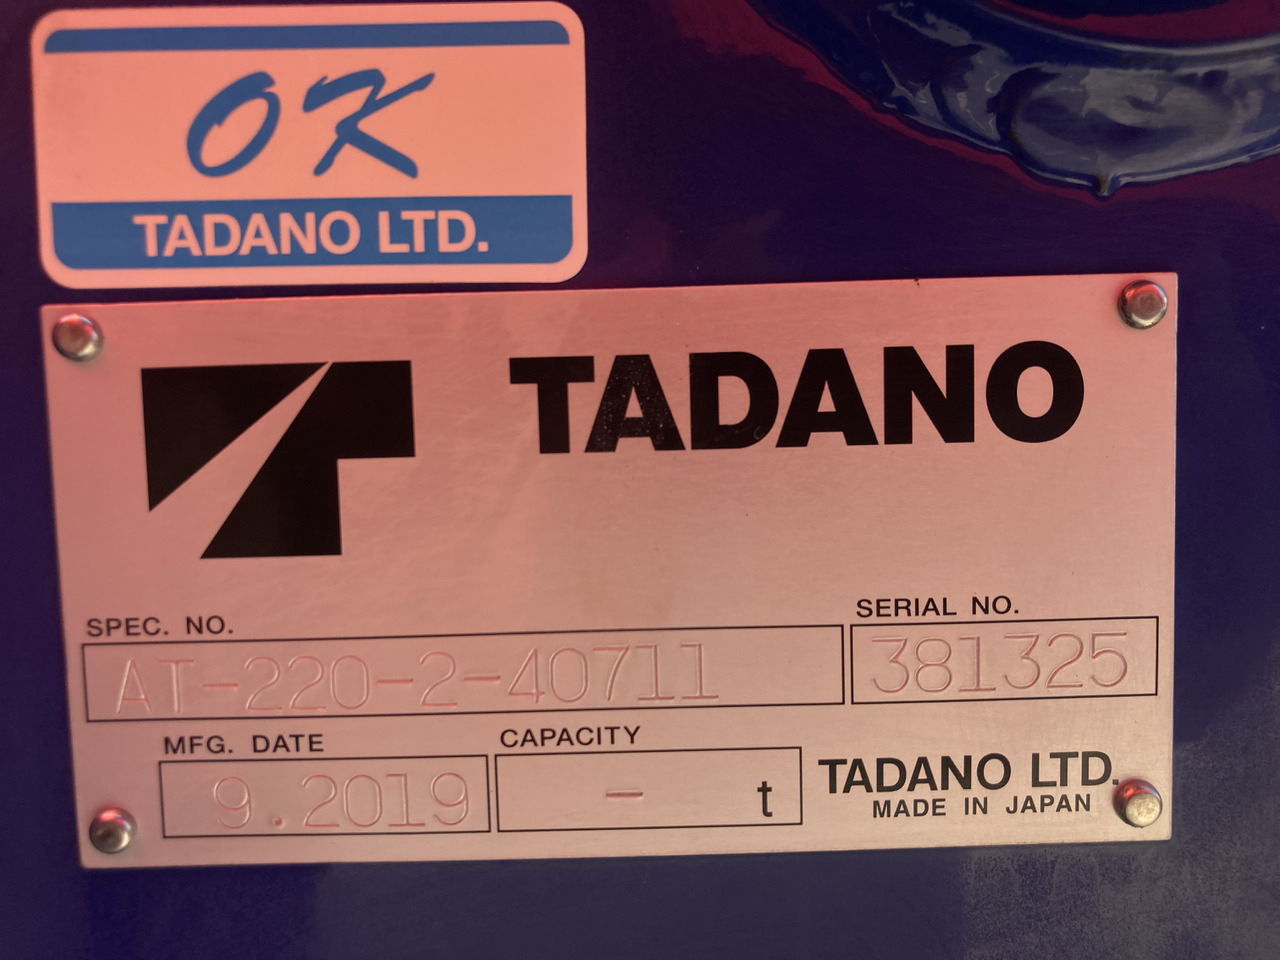 OK
TADANO LTD.
TADANO
SPEC. NO.
AT-220-2-40711
SERIAL NO.
381325
MFG. DATE
9.2019
CAPACITY
- t
TADANO LTD.
MADE IN JAPAN